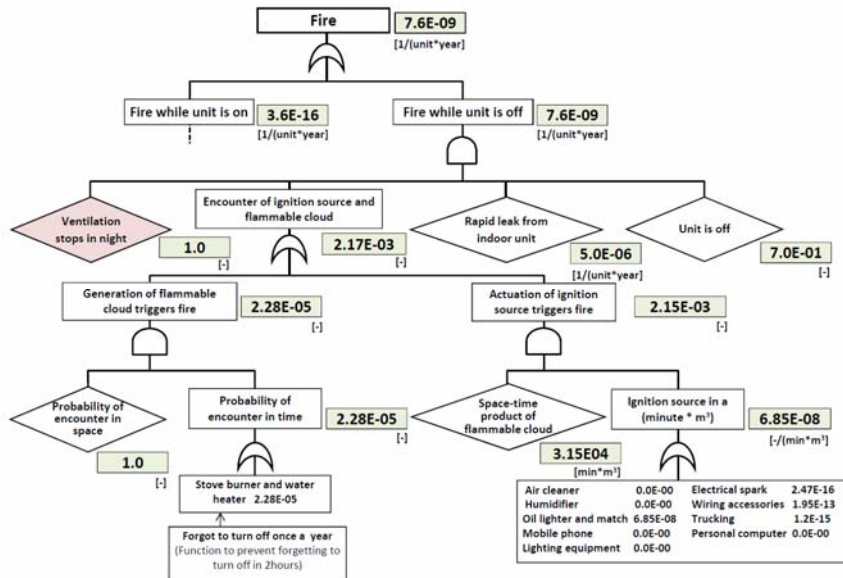 Fire
7.6E-09
[1/(unit*year]
Fire while unit is on
3.6E-16
[1/(unit*year]
Fire while unit is off
7.6E-09
[1/(unit*year]
Ventilation
stops in night
1.0
[-]
Encounter of ignition source and
flammable cloud
2.17E-03
[-]
Rapid leak from
indoor unit
5.0E-06
[1/(unit*year]
Unit is off
7.0E-01
[-]
Generation of flammable
cloud triggers fire
2.28E-05
[-]
Actuation of ignition
source triggers fire
2.15E-03
[-]
Probability of
encounter in
space
1.0
[-]
Probability of
encounter in time
2.28E-05
[-]
Space-time
product of
flammable cloud
3.15E04
[min*m³]
Ignition source in a
(minute * m³)
6.85E-08
[-/(min*m³]
Stove burner and water
heater 2.28E-05
Forgot to turn off once a year
(Function to prevent forgetting to
turn off in 2hours)
Air cleaner 0.0E-00 Electrical spark 2.47E-16
Humidifier 0.0E-00 Wiring accessories 1.95E-13
Oil lighter and match 6.85E-08 Trucking 1.2E-15
Mobile phone 0.0E-00 Personal computer 0.0E-00
Lighting equipment 0.0E-00